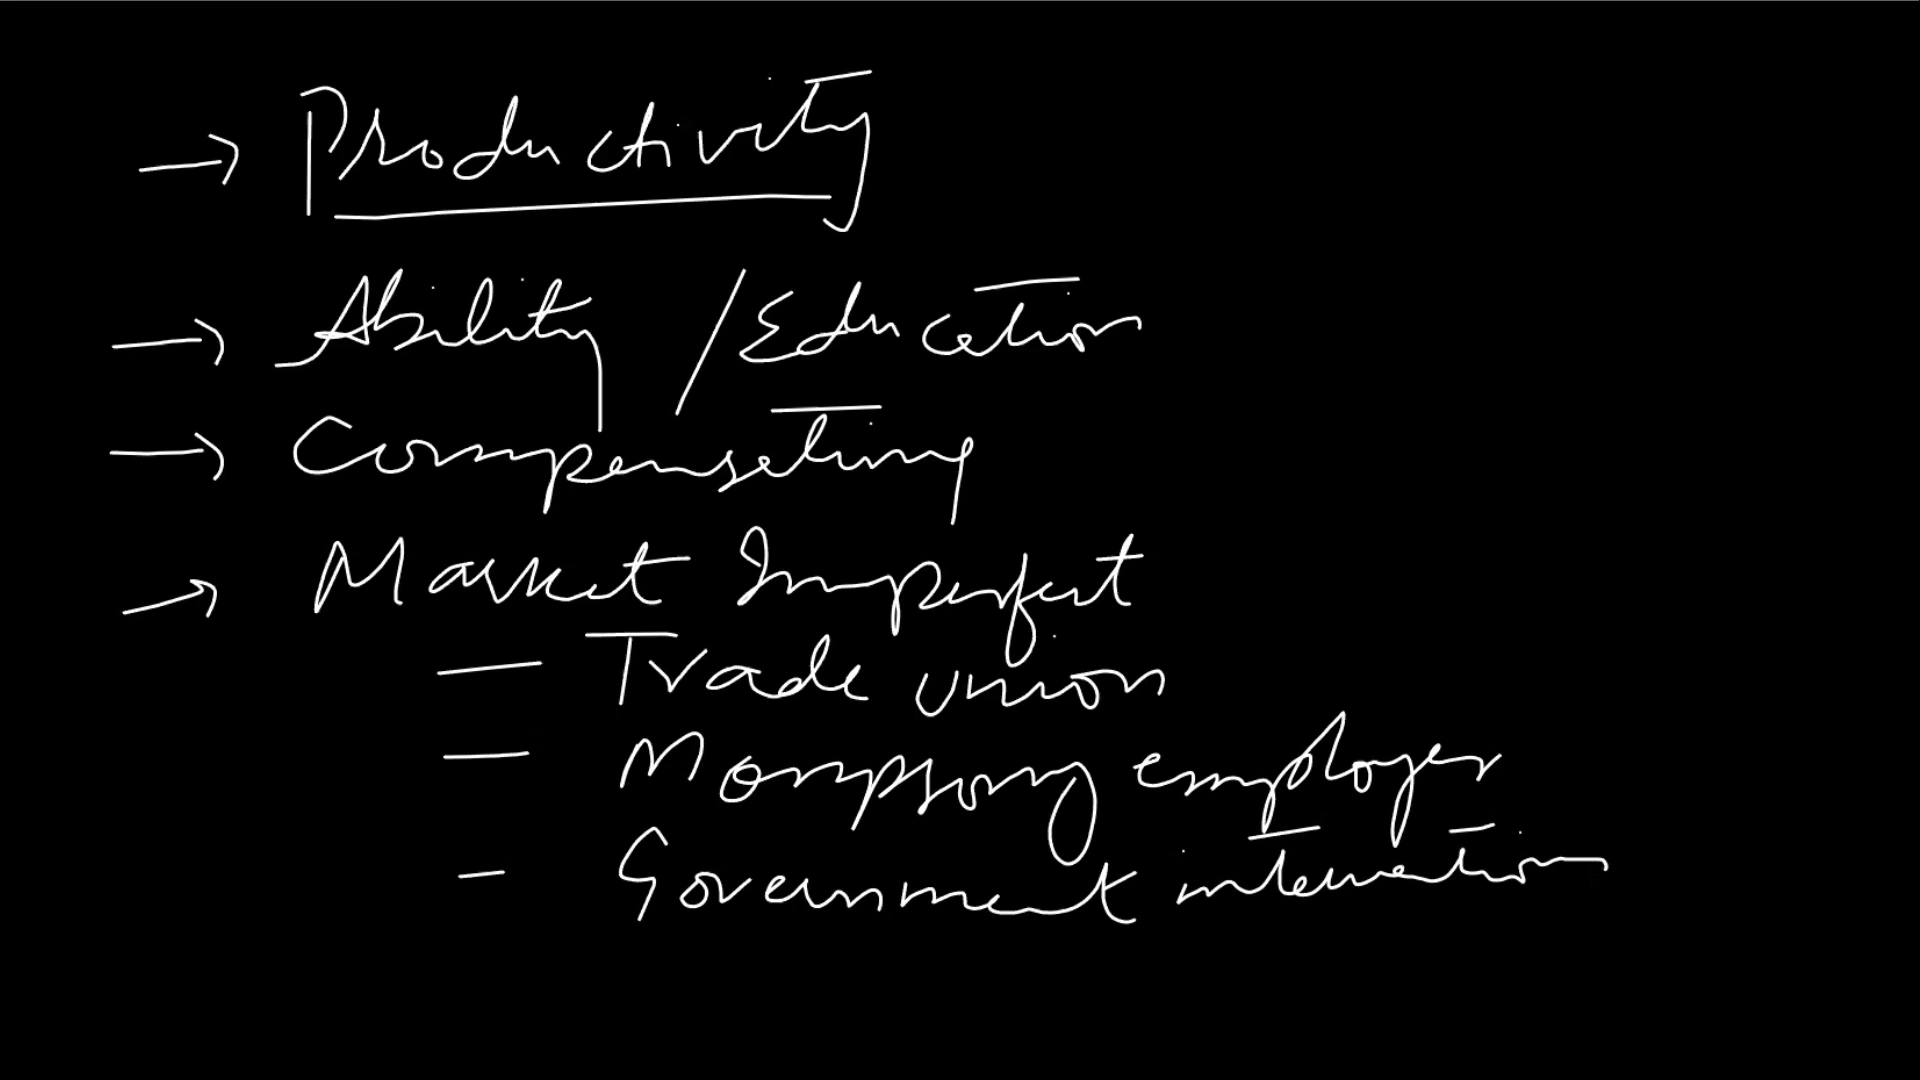 → Productivity
→ Ability / Education
→ Compensating
→ Market Imperfect
— Trade union
— Monopsony employer
— Government intervention